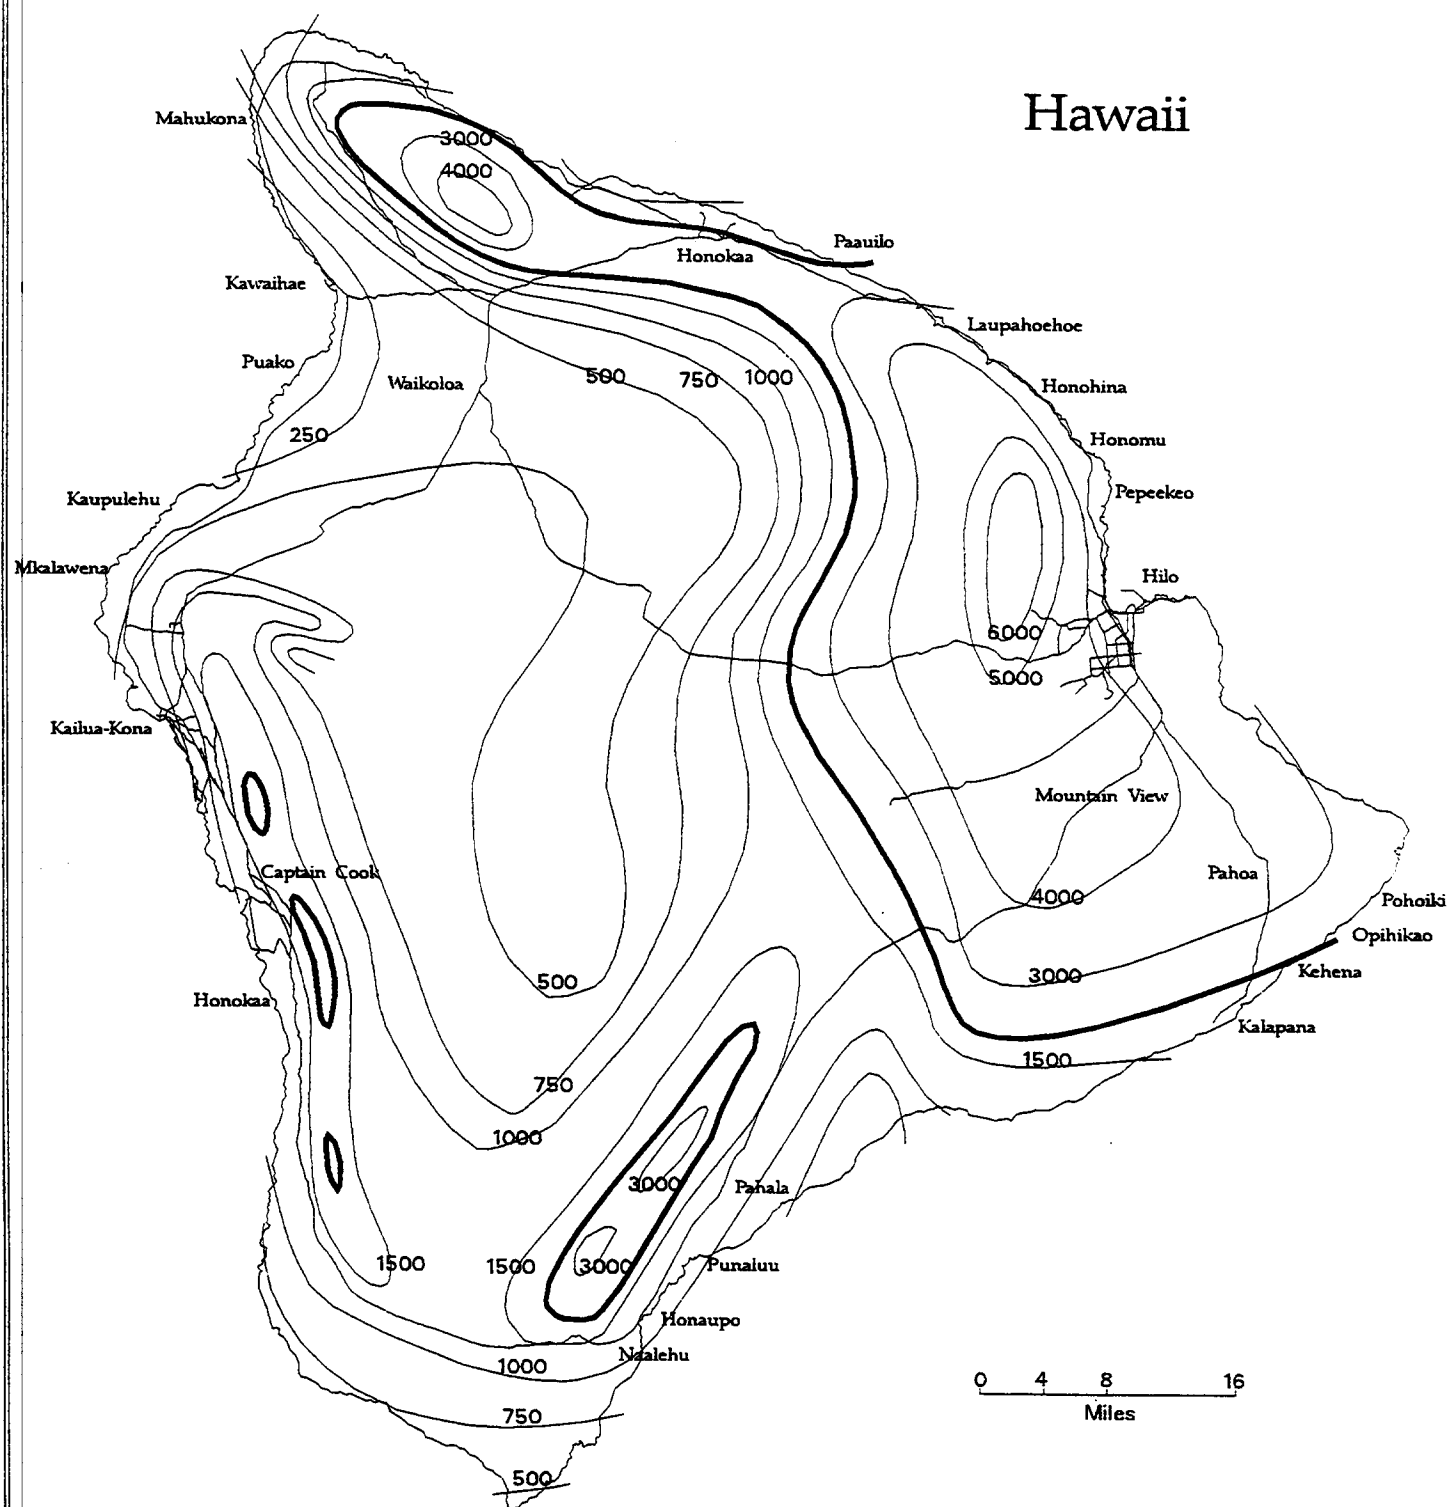 Hawaii
Mahukona
3000
4000
Paauilo
Honokaa
Kawaihae
Laupahoehoe
Puako
Waikoloa
500
750
1000
Honohina
250
Honomu
Kaupulehu
Pepeekeo
Mkalawena
Hilo
6000
5000
Kailua-Kona
Mountain View
Captain Cook
Pahoa
4000
Pohoiki
Opihikao
3000
Kehena
500
Honokaa
Kalapana
1500
750
1000
3000
Pahala
1500
1500
3000
Punaluu
Honaupo
Naalehu
1000
0 4 8 16
Miles
750
500